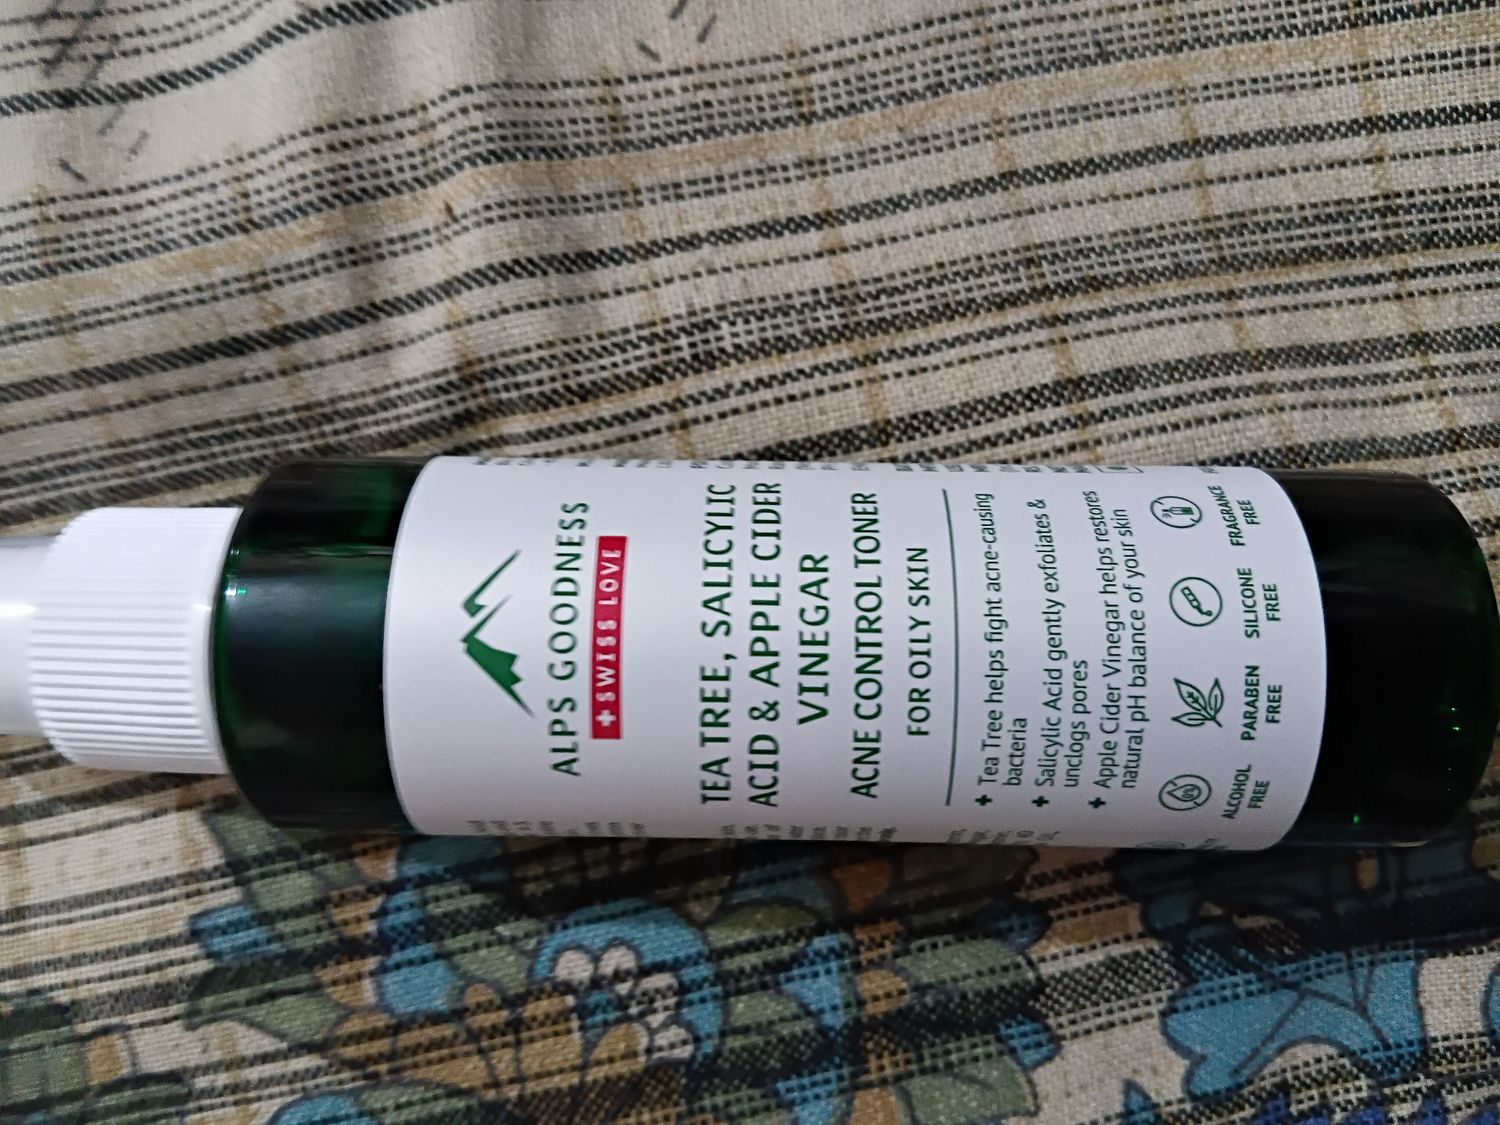 ALPS GOODNESS
+ SWISS LOVE
TEA TREE, SALICYLIC
ACID & APPLE CIDER
VINEGAR
ACNE CONTROL TONER
FOR OILY SKIN
+ Tea Tree helps fight acne-causing
bacteria
+ Salicylic Acid gently exfoliates &
unclogs pores
+ Apple Cider Vinegar helps restores
natural pH balance of your skin
ALCOHOL
FREE
PARABEN
FREE
SILICONE
FREE
FRAGRANCE
FREE